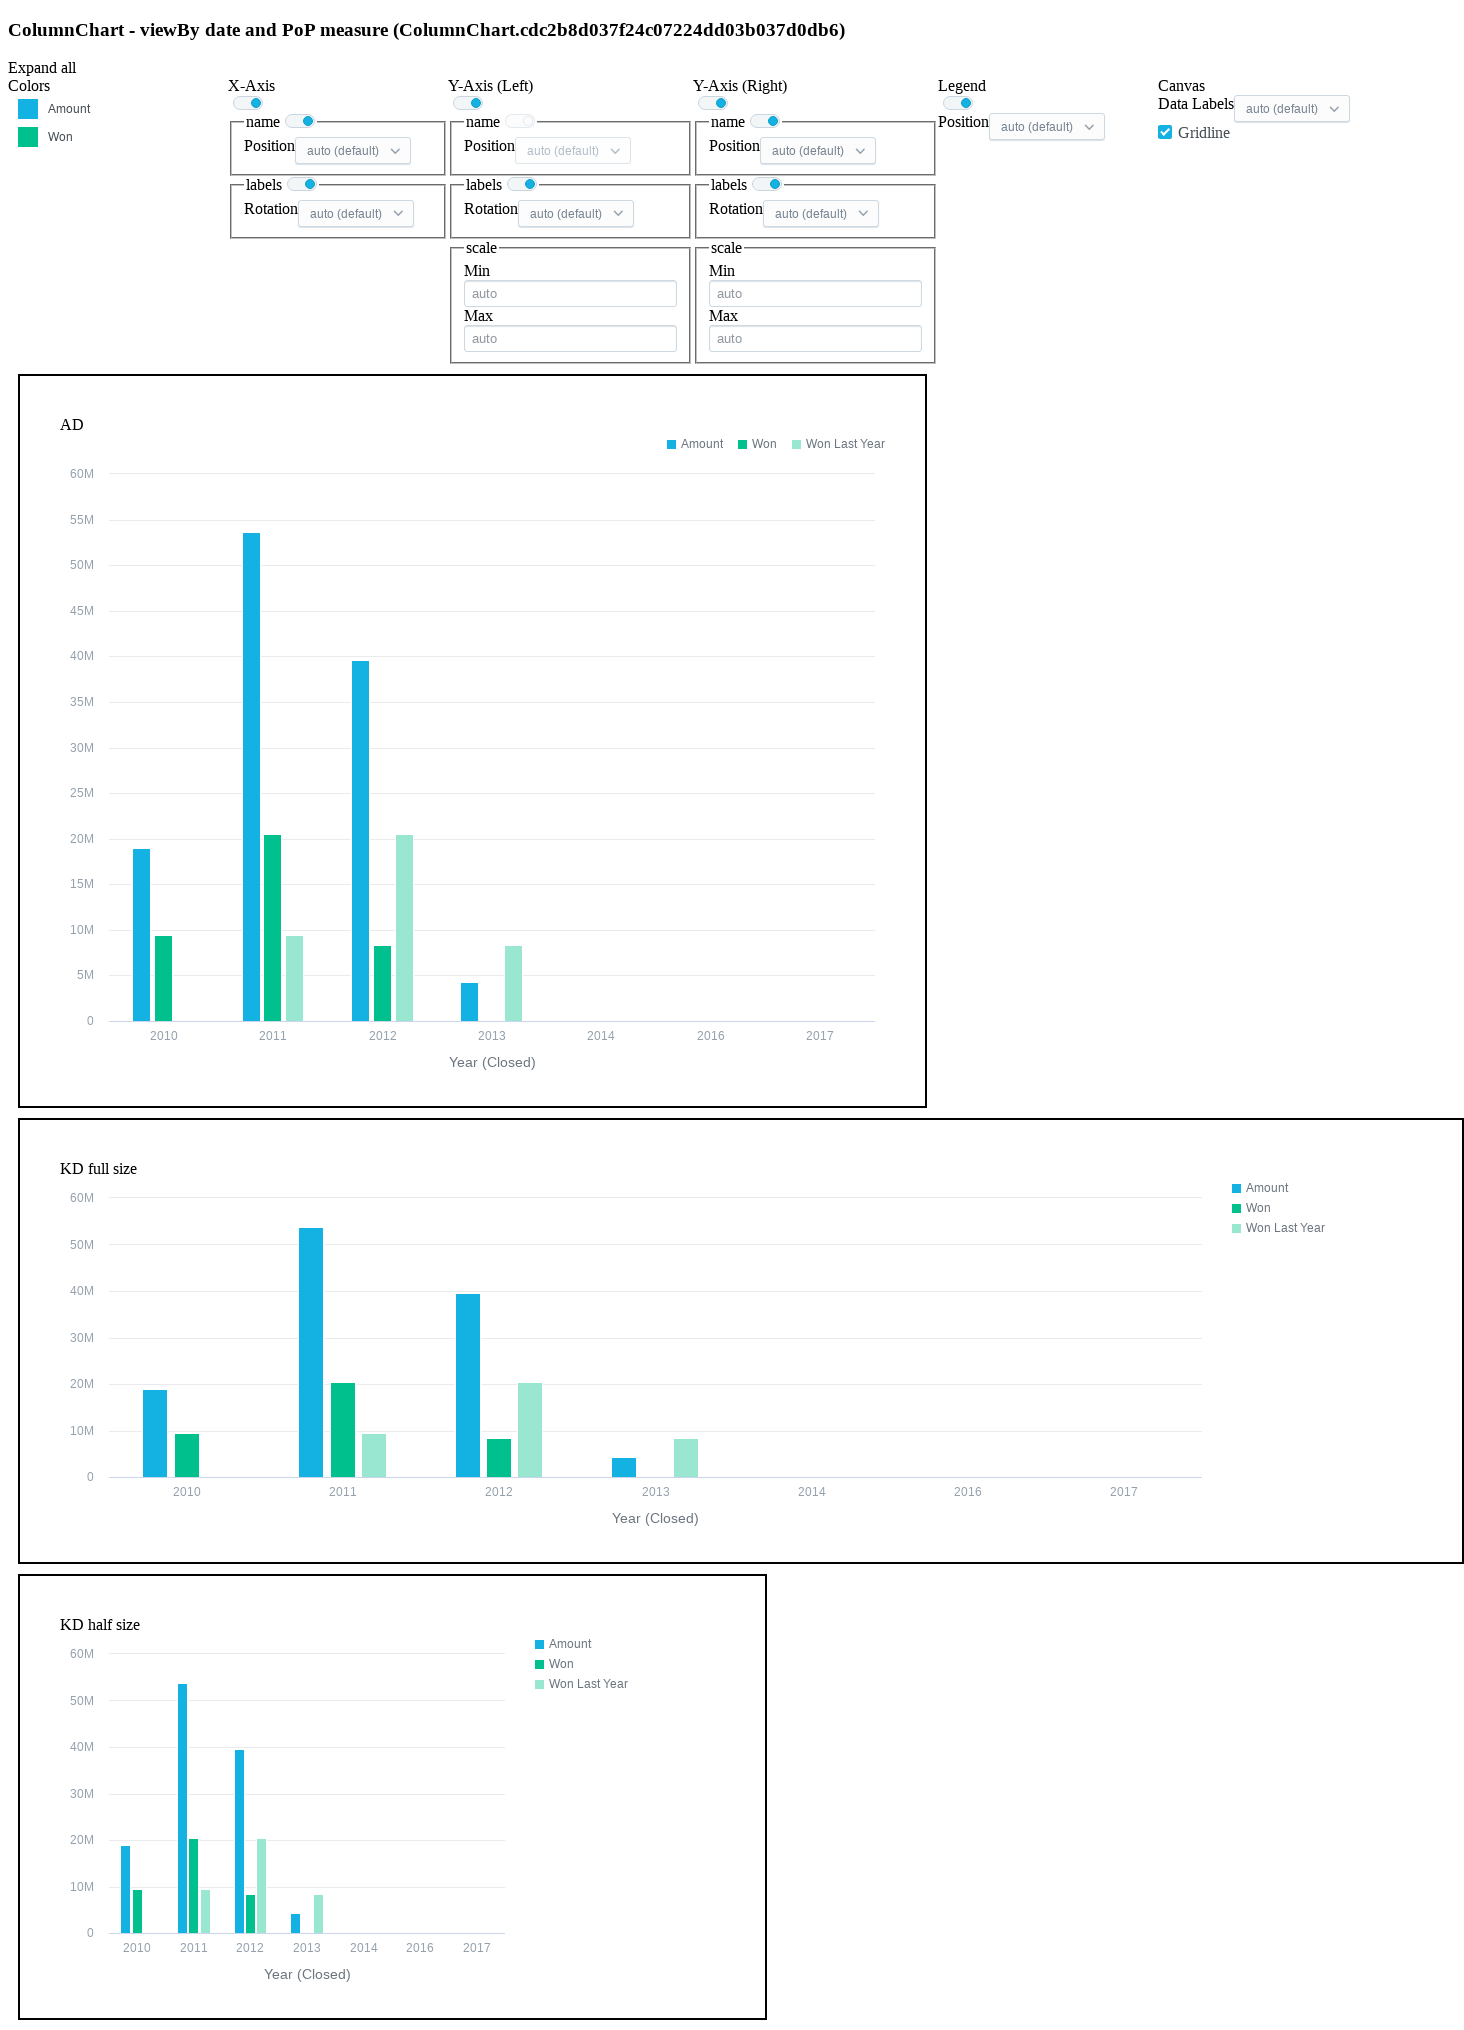 ColumnChart - viewBy date and PoP measure (ColumnChart.cdc2b8d037f24c07224dd03b037d0db6)
Expand all
Colors
Amount
Won
X-Axis
name
Position auto (default)
labels
Rotation auto (default)
Y-Axis (Left)
name
Position auto (default)
labels
Rotation auto (default)
scale
Min
auto
Max
auto
Y-Axis (Right)
name
Position auto (default)
labels
Rotation auto (default)
scale
Min
auto
Max
auto
Legend
Position auto (default)
Canvas
Data Labels auto (default)
Gridline
AD
Amount Won Won Last Year
60M
55M
50M
45M
40M
35M
30M
25M
20M
15M
10M
5M
0
2010 2011 2012 2013 2014 2016 2017
Year (Closed)
KD full size
Amount
Won
Won Last Year
60M
50M
40M
30M
20M
10M
0
2010 2011 2012 2013 2014 2016 2017
Year (Closed)
KD half size
Amount
Won
Won Last Year
60M
50M
40M
30M
20M
10M
0
2010 2011 2012 2013 2014 2016 2017
Year (Closed)